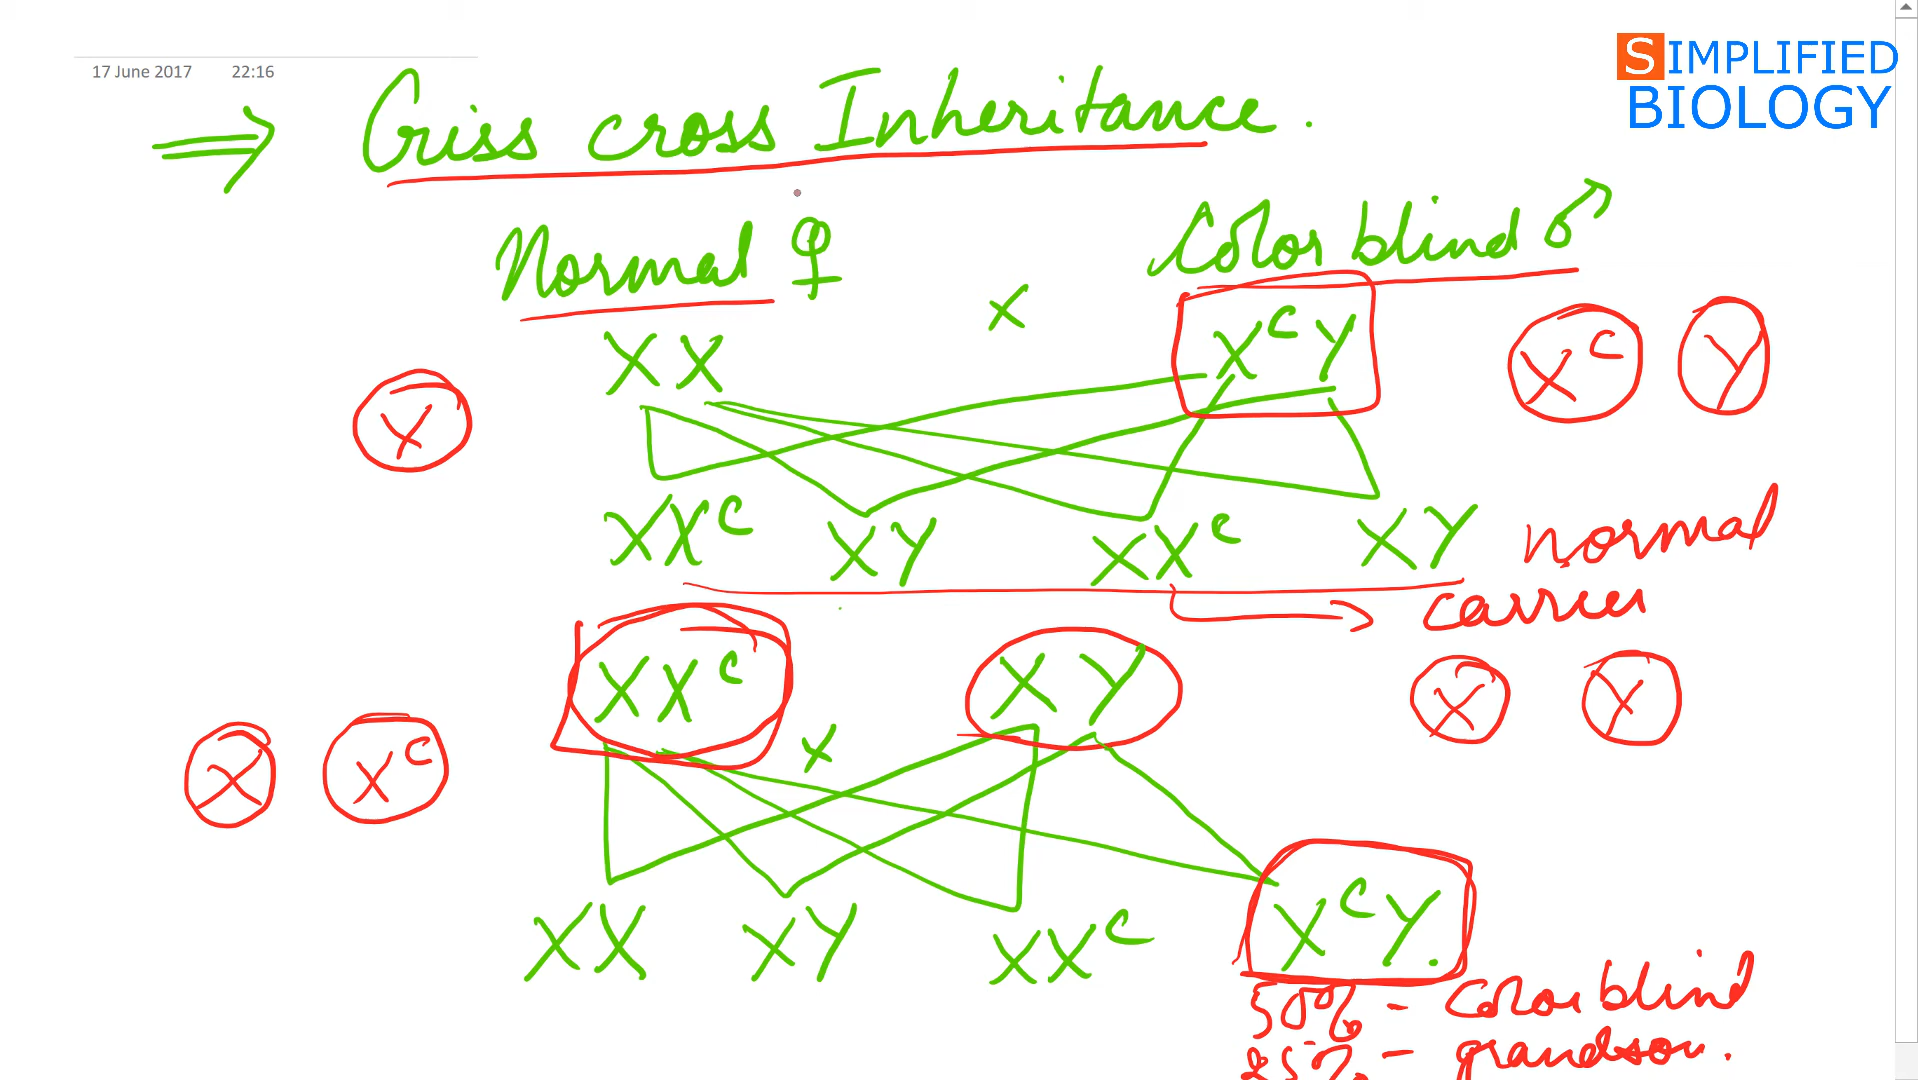 17 June 2017 22:16
SIMPLIFIED
BIOLOGY
⇒ Criss cross Inheritance.
Normal ♀ Color blind ♂
X
XX XᶜY
Xᶜ Y
Y
XXᶜ XY XXᶜ XY normal
carrier
XXᶜ X XY
X Y
X Xᶜ
XX XY XXᶜ XᶜY.
50% - Color blind
25% - grandson.